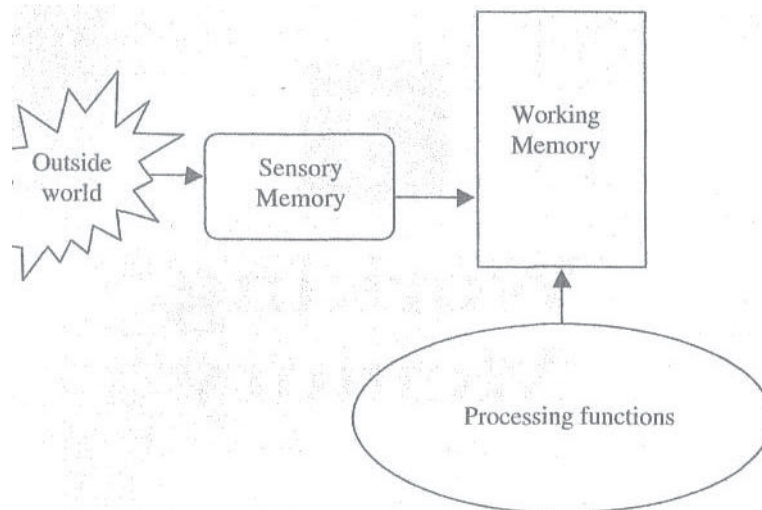 Outside
world
Sensory
Memory
Working
Memory
Processing functions